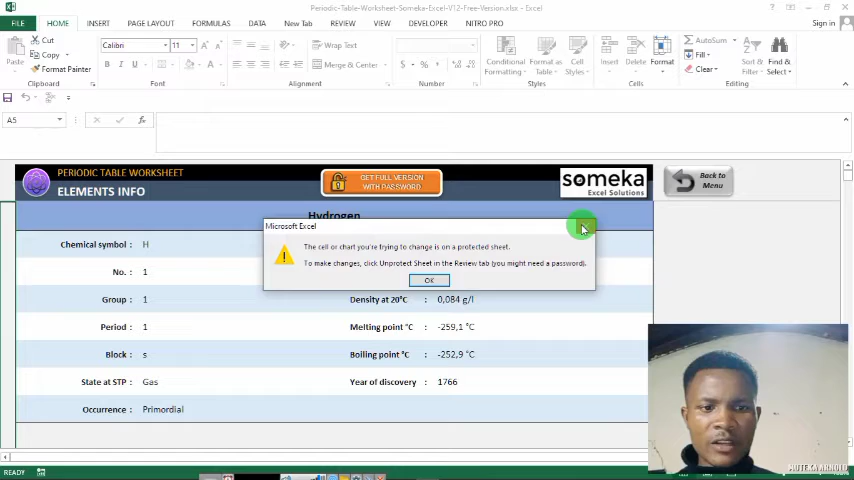 Periodic-Table-Worksheet-Someka-Excel-V12-Free-Version.xlsx - Excel
FILE
HOME
INSERT
PAGE LAYOUT
FORMULAS
DATA
New Tab
REVIEW
VIEW
DEVELOPER
NITRO PRO
Sign in
Cut
Copy
Format Painter
Paste
Clipboard
Calibri
11
B I U
Font
Wrap Text
Merge & Center
Alignment
$ % ,
Number
Conditional Formatting
Format as Table
Cell Styles
Styles
Insert
Delete
Format
Cells
AutoSum
Fill
Clear
Sort & Filter
Find & Select
Editing
A5
PERIODIC TABLE WORKSHEET
ELEMENTS INFO
GET FULL VERSION
WITH PASSWORD
someka
Excel Solutions
Back to
Menu
Hydrogen
Microsoft Excel
The cell or chart you're trying to change is on a protected sheet.
To make changes, click Unprotect Sheet in the Review tab (you might need a password).
OK
Chemical symbol : H
No. : 1
Group : 1
Density at 20°C : 0,084 g/l
Period : 1
Melting point °C : -259,1 °C
Block : s
Boiling point °C : -252,9 °C
State at STP : Gas
Year of discovery : 1766
Occurrence : Primordial
READY